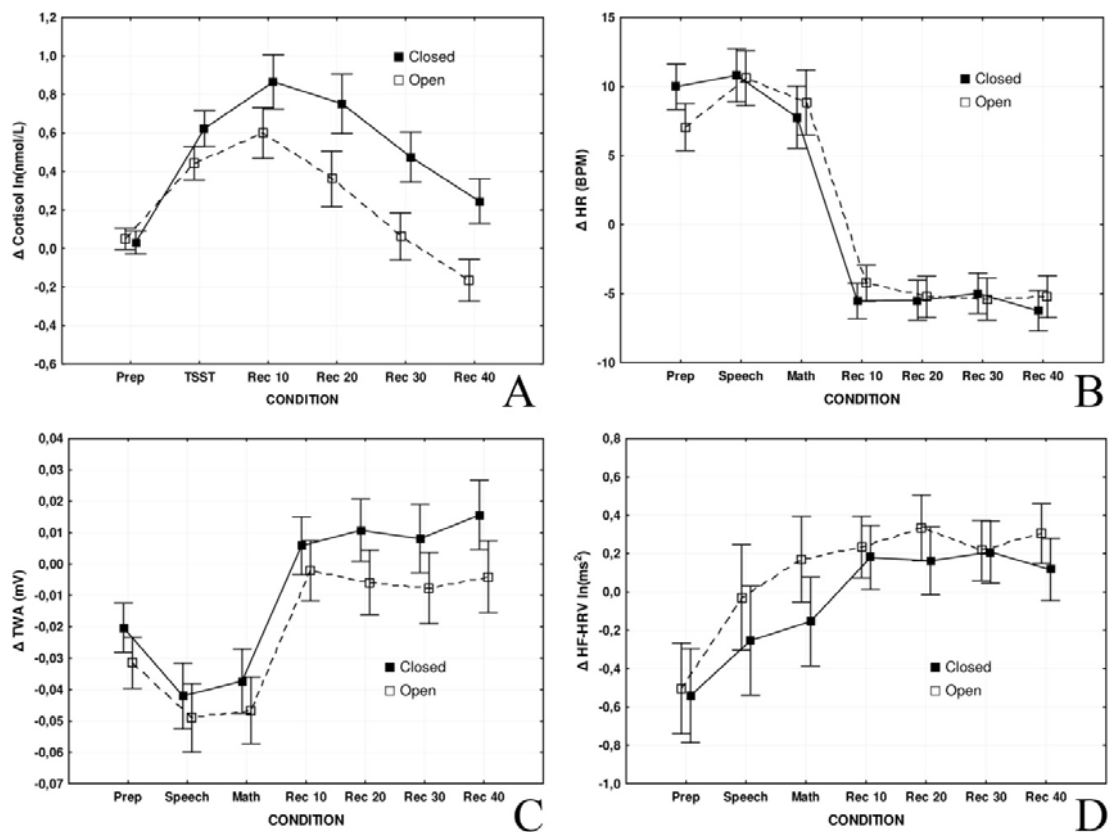 1,2
1,0
0,8
0,6
0,4
0,2
0,0
-0,2
-0,4
-0,6
Δ Cortisol ln(nmol/L)
Closed
Open
Prep TSST Rec 10 Rec 20 Rec 30 Rec 40
CONDITION
A
15
10
5
0
-5
-10
Δ HR (BPM)
Closed
Open
Prep Speech Math Rec 10 Rec 20 Rec 30 Rec 40
CONDITION
B
0,04
0,03
0,02
0,01
0,00
-0,01
-0,02
-0,03
-0,04
-0,05
-0,06
-0,07
Δ TWA (mV)
Closed
Open
Prep Speech Math Rec 10 Rec 20 Rec 30 Rec 40
CONDITION
C
0,8
0,6
0,4
0,2
0,0
-0,2
-0,4
-0,6
-0,8
-1,0
Δ HF-HRV ln(ms²)
Closed
Open
Prep Speech Math Rec 10 Rec 20 Rec 30 Rec 40
CONDITION
D